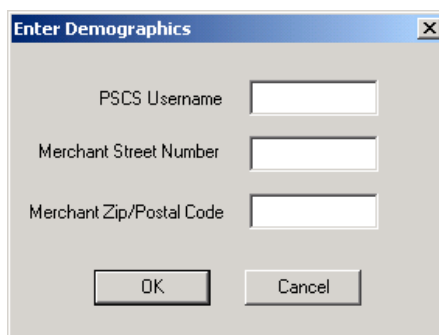 Enter Demographics
PSCS Username
Merchant Street Number
Merchant Zip/Postal Code
OK Cancel